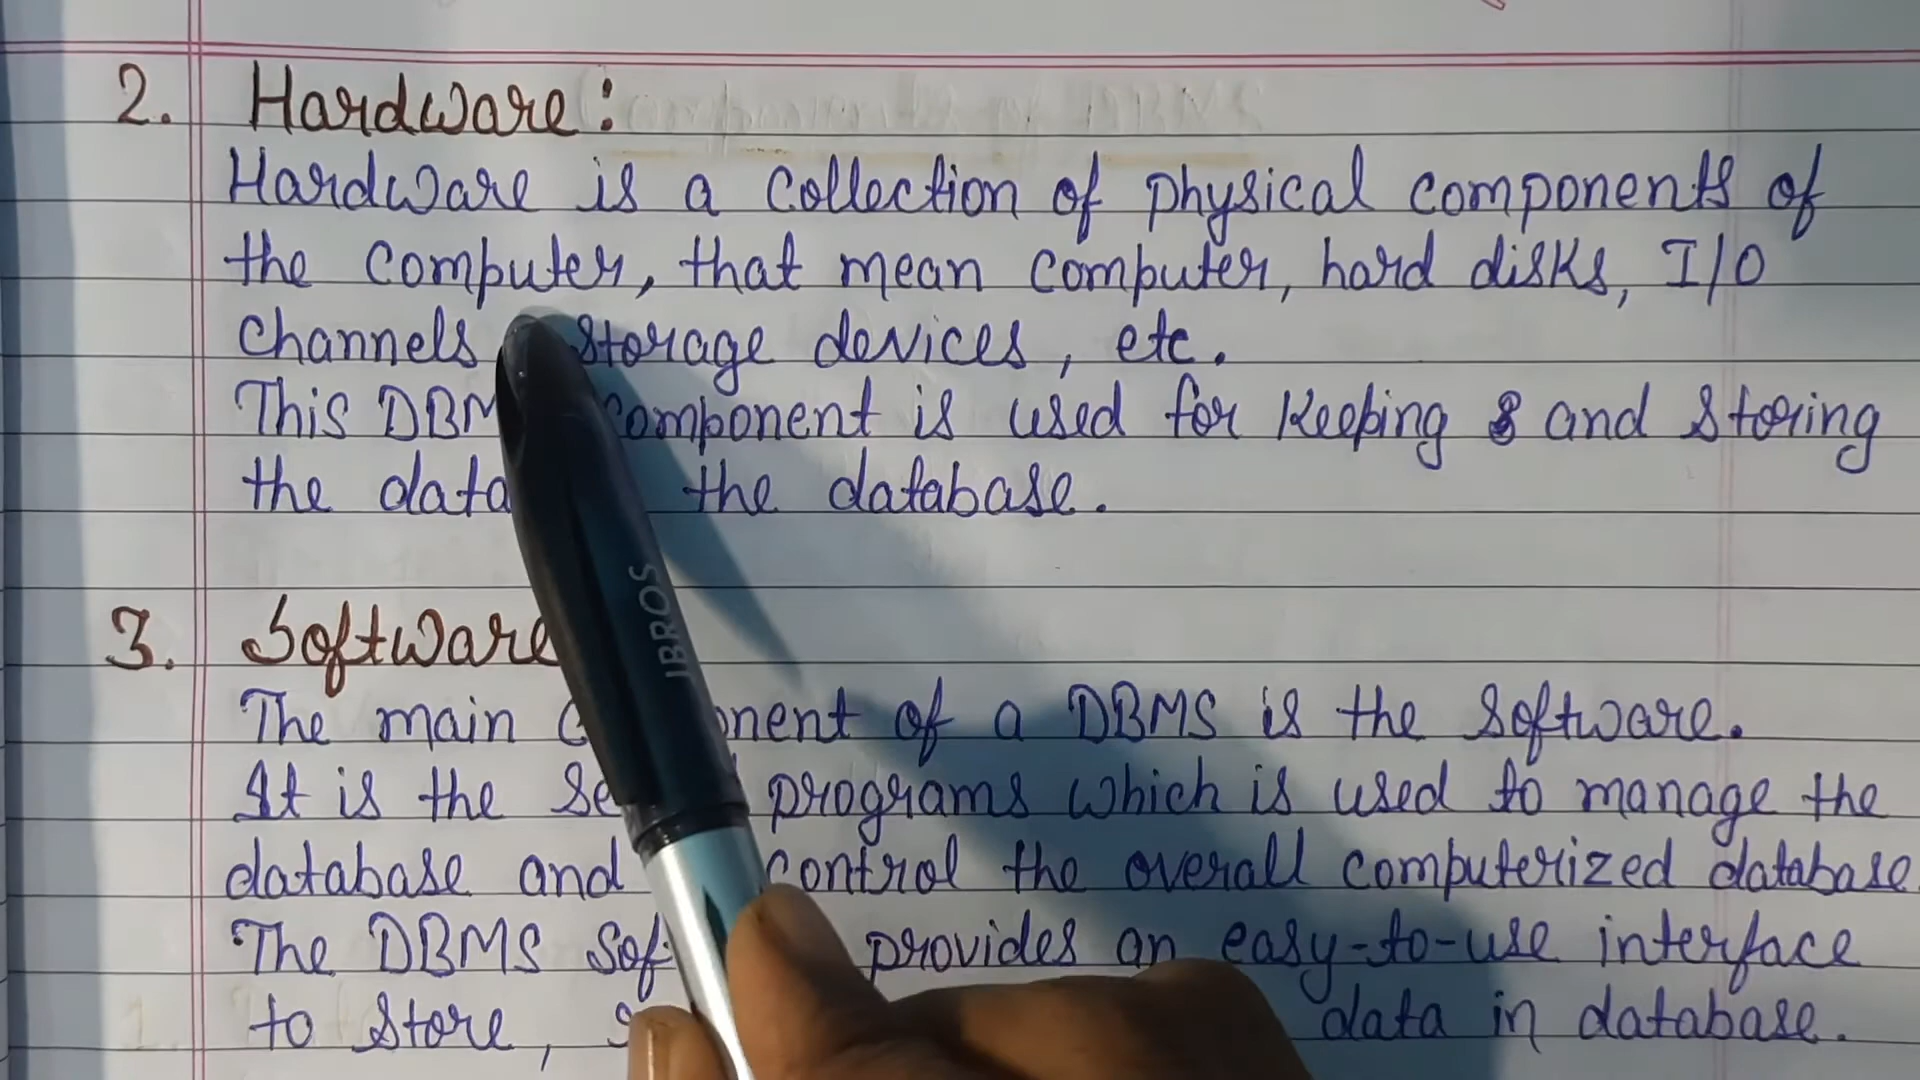 2. Hardware:
Hardware is a collection of physical components of
the computer, that mean computer, hard disks, I/O
channels storage devices, etc.
This DBM component is used for keeping & and storing
the data the database.
3. Software
The main of a DBMS is the software.
It is the programs which is used to manage the
database and control the overall computerized database.
The DBMS provides an easy-to-use interface
to store, data in database.
IBROS